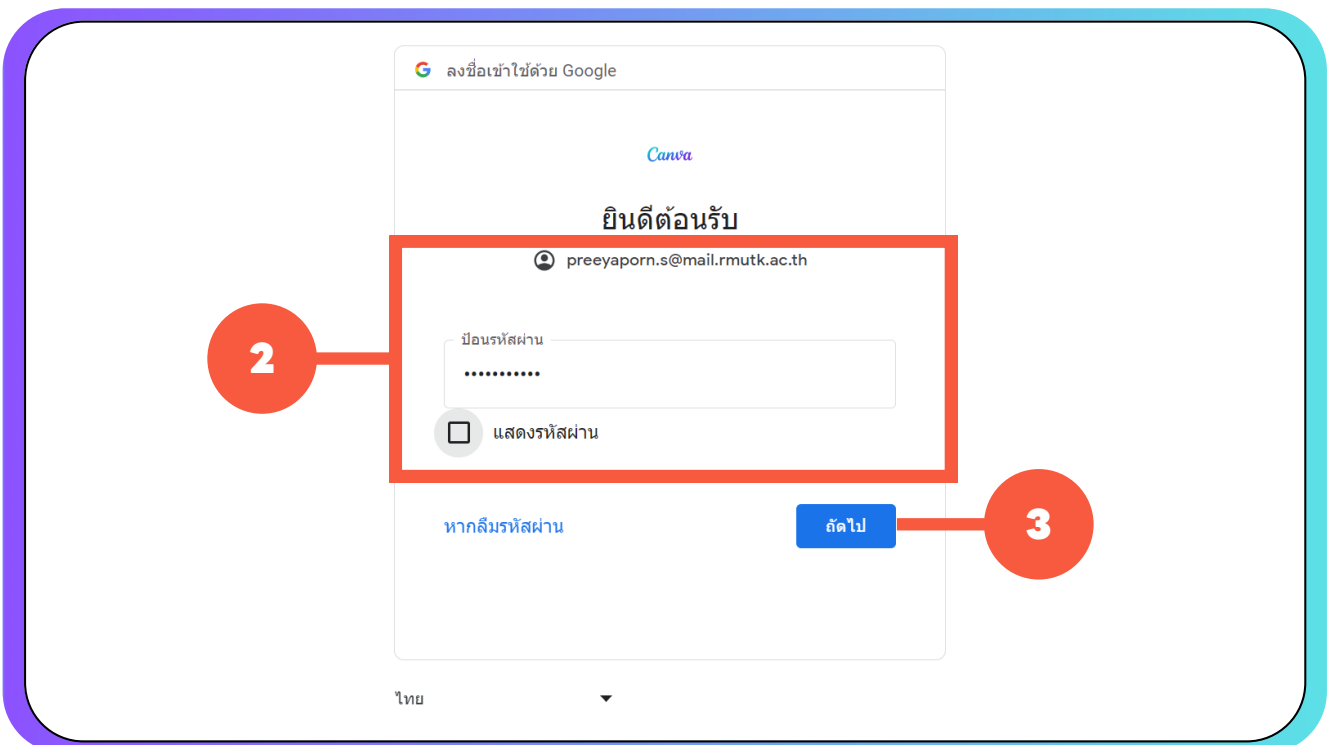 ลงชื่อเข้าใช้ด้วย Google
Canva
ยินดีต้อนรับ
preeyaporn.s@mail.rmutk.ac.th
ป้อนรหัสผ่าน
•••••••••••
แสดงรหัสผ่าน
2
หากลืมรหัสผ่าน
ถัดไป
3
ไทย